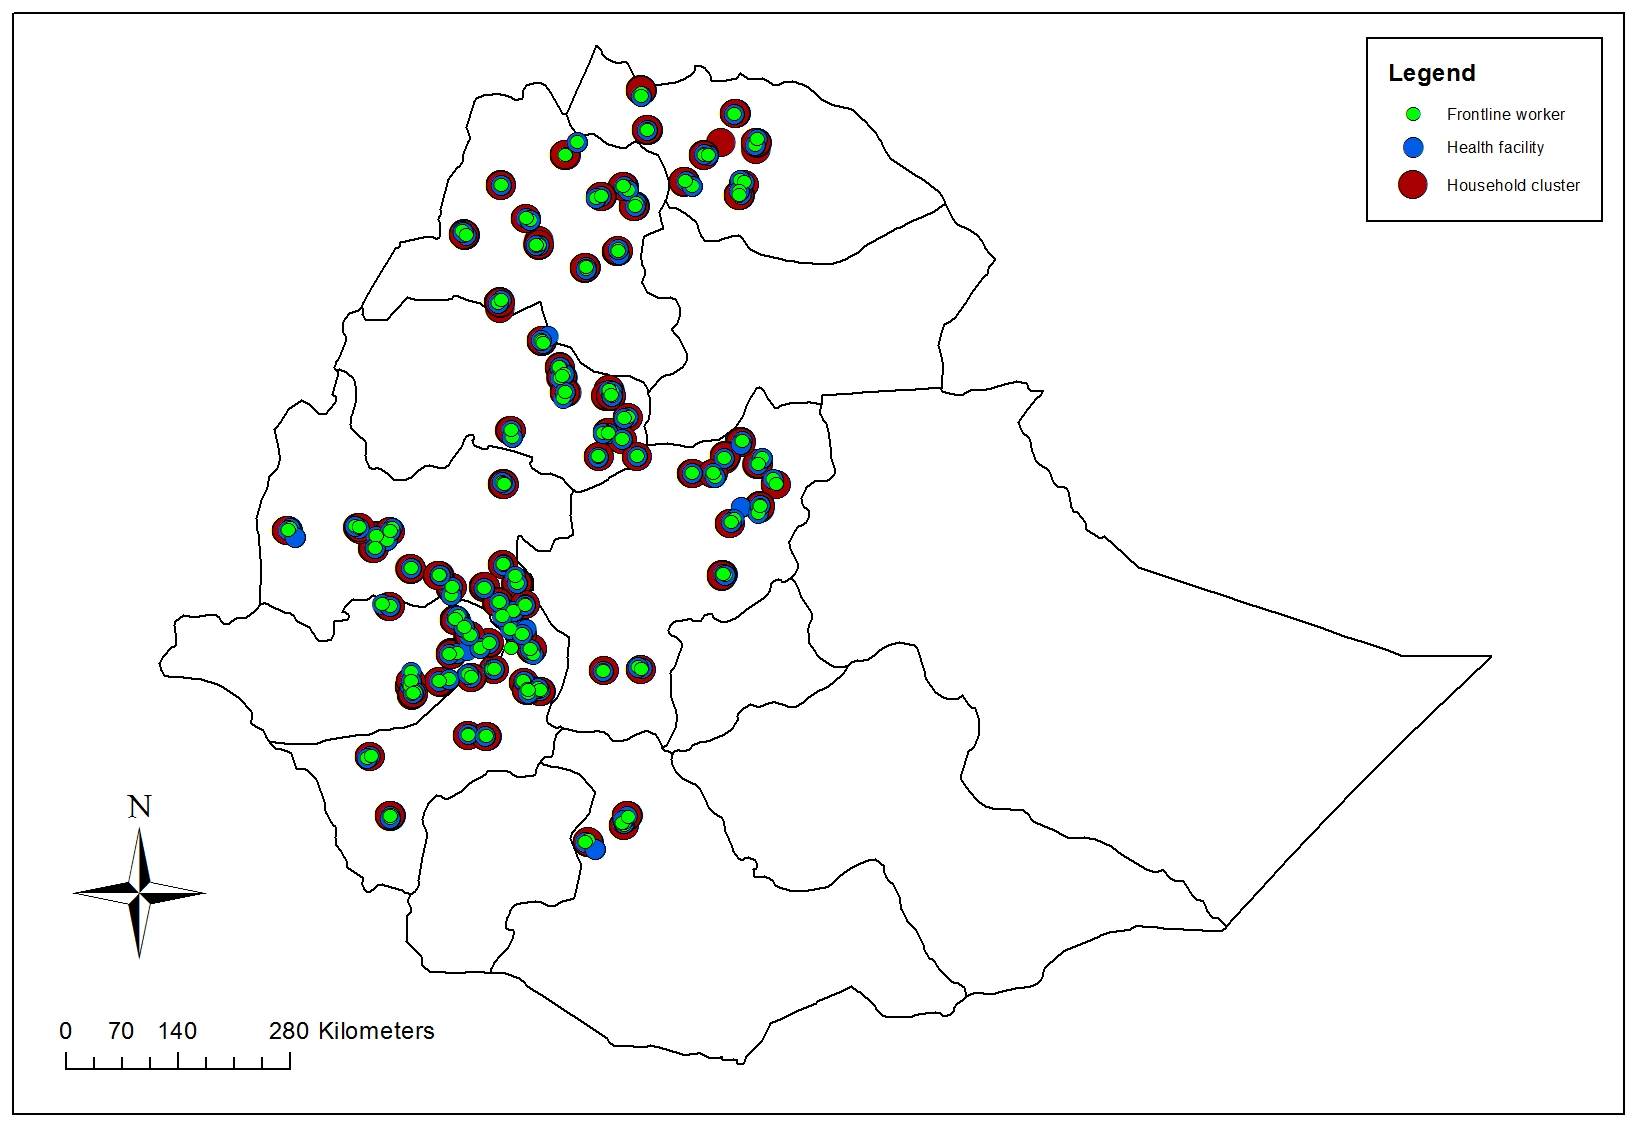 Legend
Frontline worker
Health facility
Household cluster
N
0 70 140 280 Kilometers